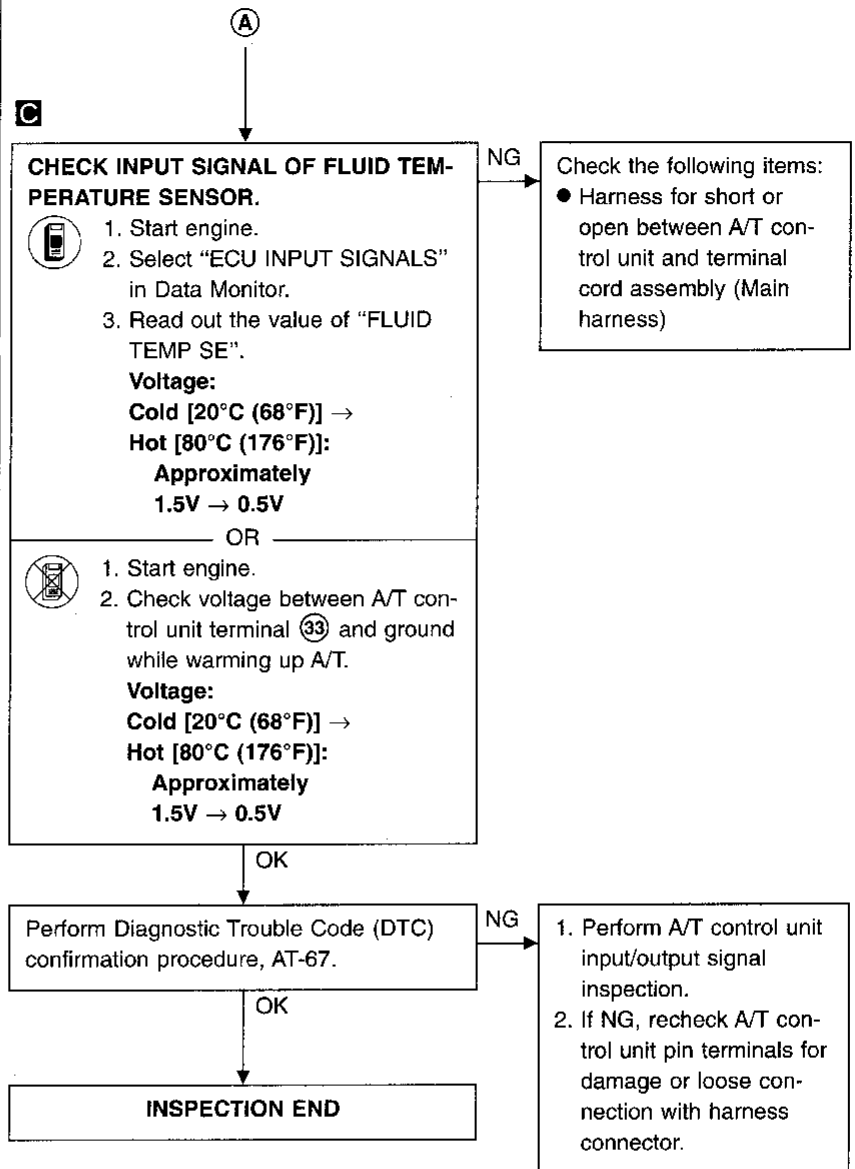 A
C
CHECK INPUT SIGNAL OF FLUID TEM-
PERATURE SENSOR.
1. Start engine.
2. Select “ECU INPUT SIGNALS”
in Data Monitor.
3. Read out the value of “FLUID
TEMP SE”.
Voltage:
Cold [20°C (68°F)] →
Hot [80°C (176°F)]:
Approximately
1.5V → 0.5V
OR
1. Start engine.
2. Check voltage between A/T con-
trol unit terminal 33 and ground
while warming up A/T.
Voltage:
Cold [20°C (68°F)] →
Hot [80°C (176°F)]:
Approximately
1.5V → 0.5V
NG
Check the following items:
● Harness for short or
open between A/T con-
trol unit and terminal
cord assembly (Main
harness)
OK
Perform Diagnostic Trouble Code (DTC)
confirmation procedure, AT-67.
NG
1. Perform A/T control unit
input/output signal
inspection.
2. If NG, recheck A/T con-
trol unit pin terminals for
damage or loose con-
nection with harness
connector.
OK
INSPECTION END